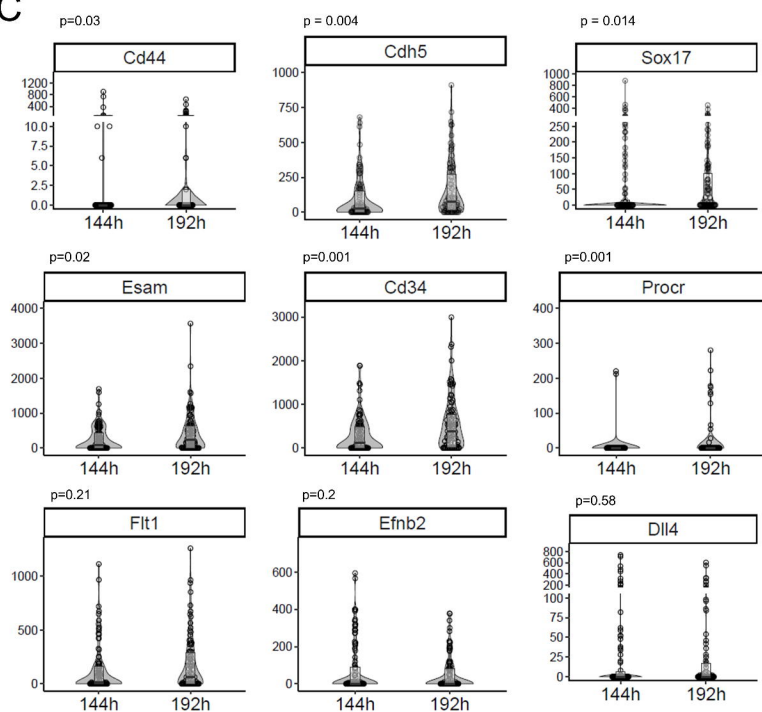 C
p=0.03
p = 0.004
p = 0.014
Cd44
Cdh5
Sox17
1200
800
400
10.0
7.5
5.0
2.5
0.0
144h 192h
1000
750
500
250
0
144h 192h
1000
800
600
400
250
200
150
100
50
0
144h 192h
p=0.02
p=0.001
p=0.001
Esam
Cd34
Procr
4000
3000
2000
1000
0
144h 192h
3000
2000
1000
0
144h 192h
400
200
100
0
144h 192h
p=0.21
p=0.2
p=0.58
Flt1
Efnb2
Dll4
1000
500
0
144h 192h
600
400
200
0
144h 192h
800
600
400
200
100
75
50
25
0
144h 192h